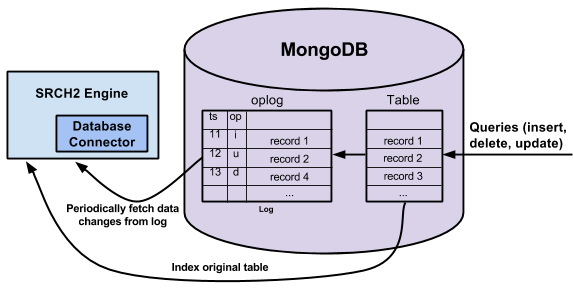 MongoDB
SRCH2 Engine
Database
Connector
oplog
ts op
11 i record 1
12 u record 2
13 d record 4
...
Log
Table
record 1
record 2
record 3
...
Queries (insert,
delete, update)
Periodically fetch data
changes from log
Index original table